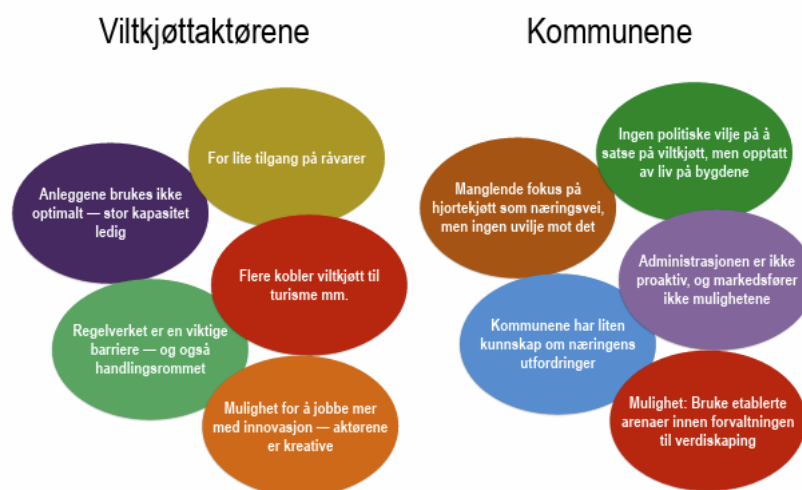 Viltkjøttaktørene
For lite tilgang på råvarer
Anleggene brukes ikke
optimalt — stor kapasitet
ledig
Flere kobler viltkjøtt til
turisme mm.
Regelverket er en viktige
barriere — og også
handlingsrommet
Mulighet for å jobbe mer
med innovasjon — aktørene
er kreative
Kommunene
Ingen politiske vilje på å
satse på viltkjøtt, men opptatt
av liv på bygdene
Manglende fokus på
hjortekjøtt som næringsvei,
men ingen uvilje mot det
Administrasjonen er ikke
proaktiv, og markedsfører
ikke mulighetene
Kommunene har liten
kunnskap om næringens
utfordringer
Mulighet: Bruke etablerte
arenaer innen forvaltningen
til verdiskaping